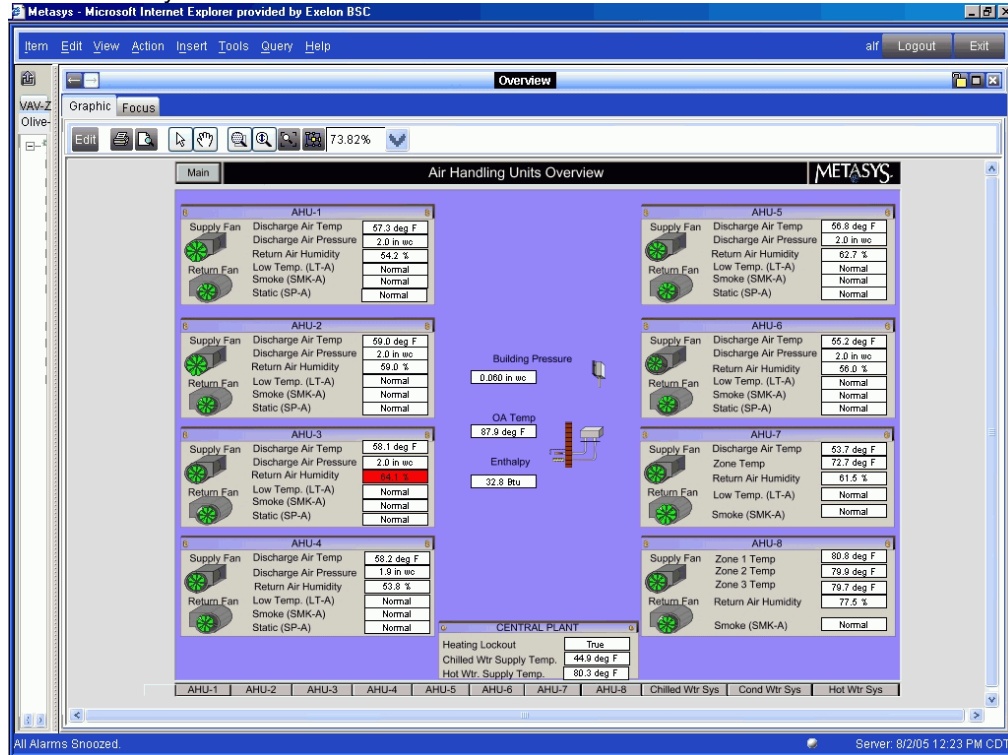 Metasys - Microsoft Internet Explorer provided by Exelon BSC
Item Edit View Action Insert Tools Query Help
alf Logout Exit
Overview
VAV-Z
Graphic Focus
Olive-
Edit 73.82%
Main Air Handling Units Overview METASYS
AHU-1
Supply Fan Discharge Air Temp 57.3 deg F
Discharge Air Pressure 2.0 in wc
Return Air Humidity 54.2 %
Return Fan Low Temp. (LT-A) Normal
Smoke (SMK-A) Normal
Static (SP-A) Normal
AHU-2
Supply Fan Discharge Air Temp 59.0 deg F
Discharge Air Pressure 2.0 in wc
Return Air Humidity 59.0 %
Return Fan Low Temp. (LT-A) Normal
Smoke (SMK-A) Normal
Static (SP-A) Normal
AHU-3
Supply Fan Discharge Air Temp 58.1 deg F
Discharge Air Pressure 2.0 in wc
Return Air Humidity 64.1 %
Return Fan Low Temp. (LT-A) Normal
Smoke (SMK-A) Normal
Static (SP-A) Normal
AHU-4
Supply Fan Discharge Air Temp 58.2 deg F
Discharge Air Pressure 1.9 in wc
Return Air Humidity 53.8 %
Return Fan Low Temp. (LT-A) Normal
Smoke (SMK-A) Normal
Static (SP-A) Normal
Building Pressure
0.060 in wc
OA Temp
87.9 deg F
Enthalpy
32.8 Btu
CENTRAL PLANT
Heating Lockout True
Chilled Wtr Supply Temp. 44.9 deg F
Hot Wtr. Supply Temp. 80.3 deg F
AHU-5
Supply Fan Discharge Air Temp 56.8 deg F
Discharge Air Pressure 2.0 in wc
Return Air Humidity 62.7 %
Return Fan Low Temp. (LT-A) Normal
Smoke (SMK-A) Normal
Static (SP-A) Normal
AHU-6
Supply Fan Discharge Air Temp 55.2 deg F
Discharge Air Pressure 2.0 in wc
Return Air Humidity 56.0 %
Return Fan Low Temp. (LT-A) Normal
Smoke (SMK-A) Normal
Static (SP-A) Normal
AHU-7
Supply Fan Discharge Air Temp 53.7 deg F
Zone Temp 72.7 deg F
Return Air Humidity 61.5 %
Return Fan Low Temp. (LT-A) Normal
Smoke (SMK-A) Normal
AHU-8
Supply Fan Zone 1 Temp 80.8 deg F
Zone 2 Temp 79.9 deg F
Zone 3 Temp 79.7 deg F
Return Fan Return Air Humidity 77.5 %
Smoke (SMK-A) Normal
AHU-1 AHU-2 AHU-3 AHU-4 AHU-5 AHU-6 AHU-7 AHU-8 Chilled Wtr Sys Cond Wtr Sys Hot Wtr Sys
All Alarms Snoozed. Server: 8/2/05 12:23 PM CDT